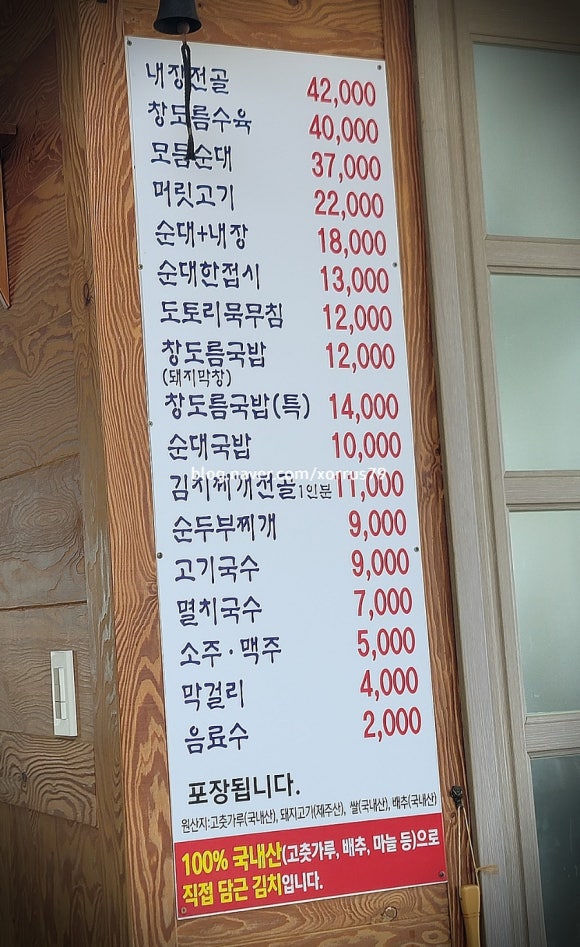 내장전골 42,000
창도름수육 40,000
모듬순대 37,000
머릿고기 22,000
순대+내장 18,000
순대한접시 13,000
도토리묵무침 12,000
창도름국밥 12,000
(돼지막창)
창도름국밥(특) 14,000
순대국밥 10,000
blog.naver.com/xorrus79
김치찌개전골1인분 11,000
순두부찌개 9,000
고기국수 9,000
멸치국수 7,000
소주·맥주 5,000
막걸리 4,000
음료수 2,000
포장됩니다.
원산지:고춧가루(국내산), 돼지고기(제주산), 쌀(국내산), 배추(국내산)
100% 국내산(고춧가루, 배추, 마늘 등)으로
직접 담근 김치입니다.